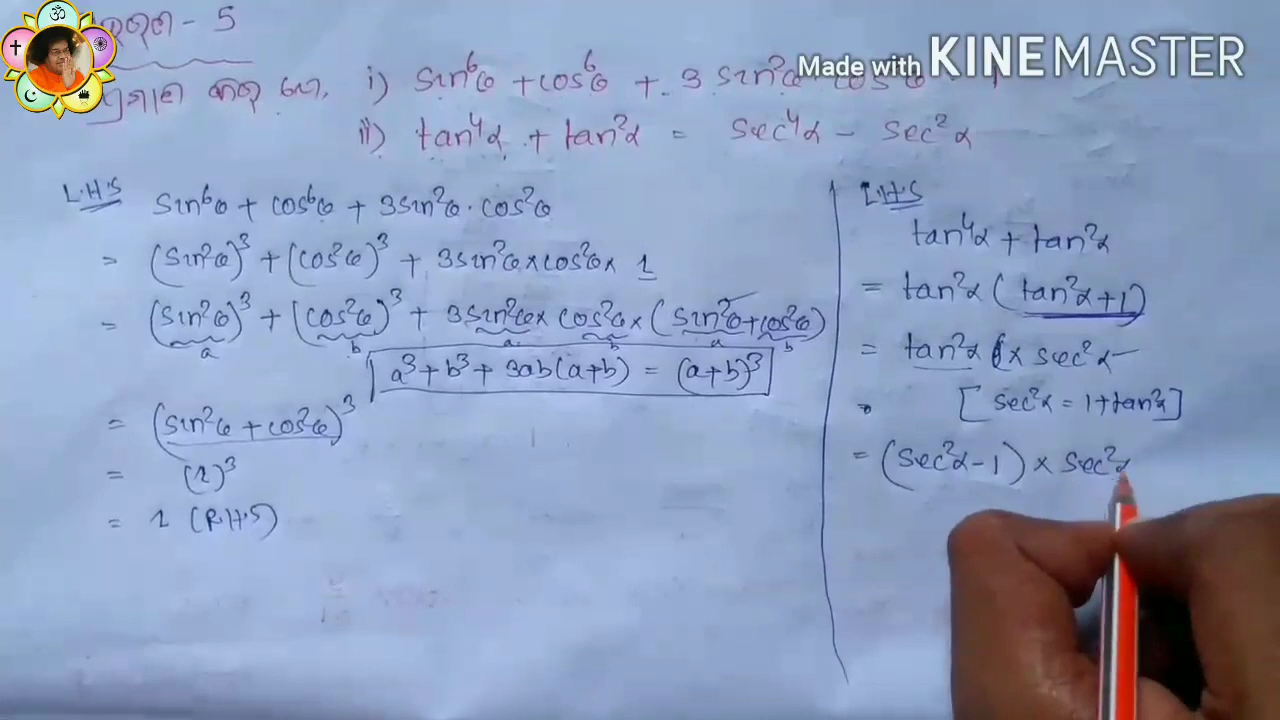 - 5
Made with KINEMASTER
i) sin⁶θ + cos⁶θ + 3 sin²θ cos²θ
ii) tan⁴α + tan²α = sec⁴α - sec²α
L.H.S
sin⁶θ + cos⁶θ + 3sin²θ . cos²θ
= (sin²θ)³ + (cos²θ)³ + 3sin²θ × cos²θ × 1
= (sin²θ)³ + (cos²θ)³ + 3sin²θ × cos²θ × (sin²θ + cos²θ)
a b a b a b
a³ + b³ + 3ab(a+b) = (a+b)³
= (sin²θ + cos²θ)³
= (1)³
= 1 (R.H.S)
L.H.S
tan⁴α + tan²α
= tan²α (tan²α + 1)
= tan²α × sec²α
[sec²α = 1 + tan²α]
= (sec²α - 1) × sec²α